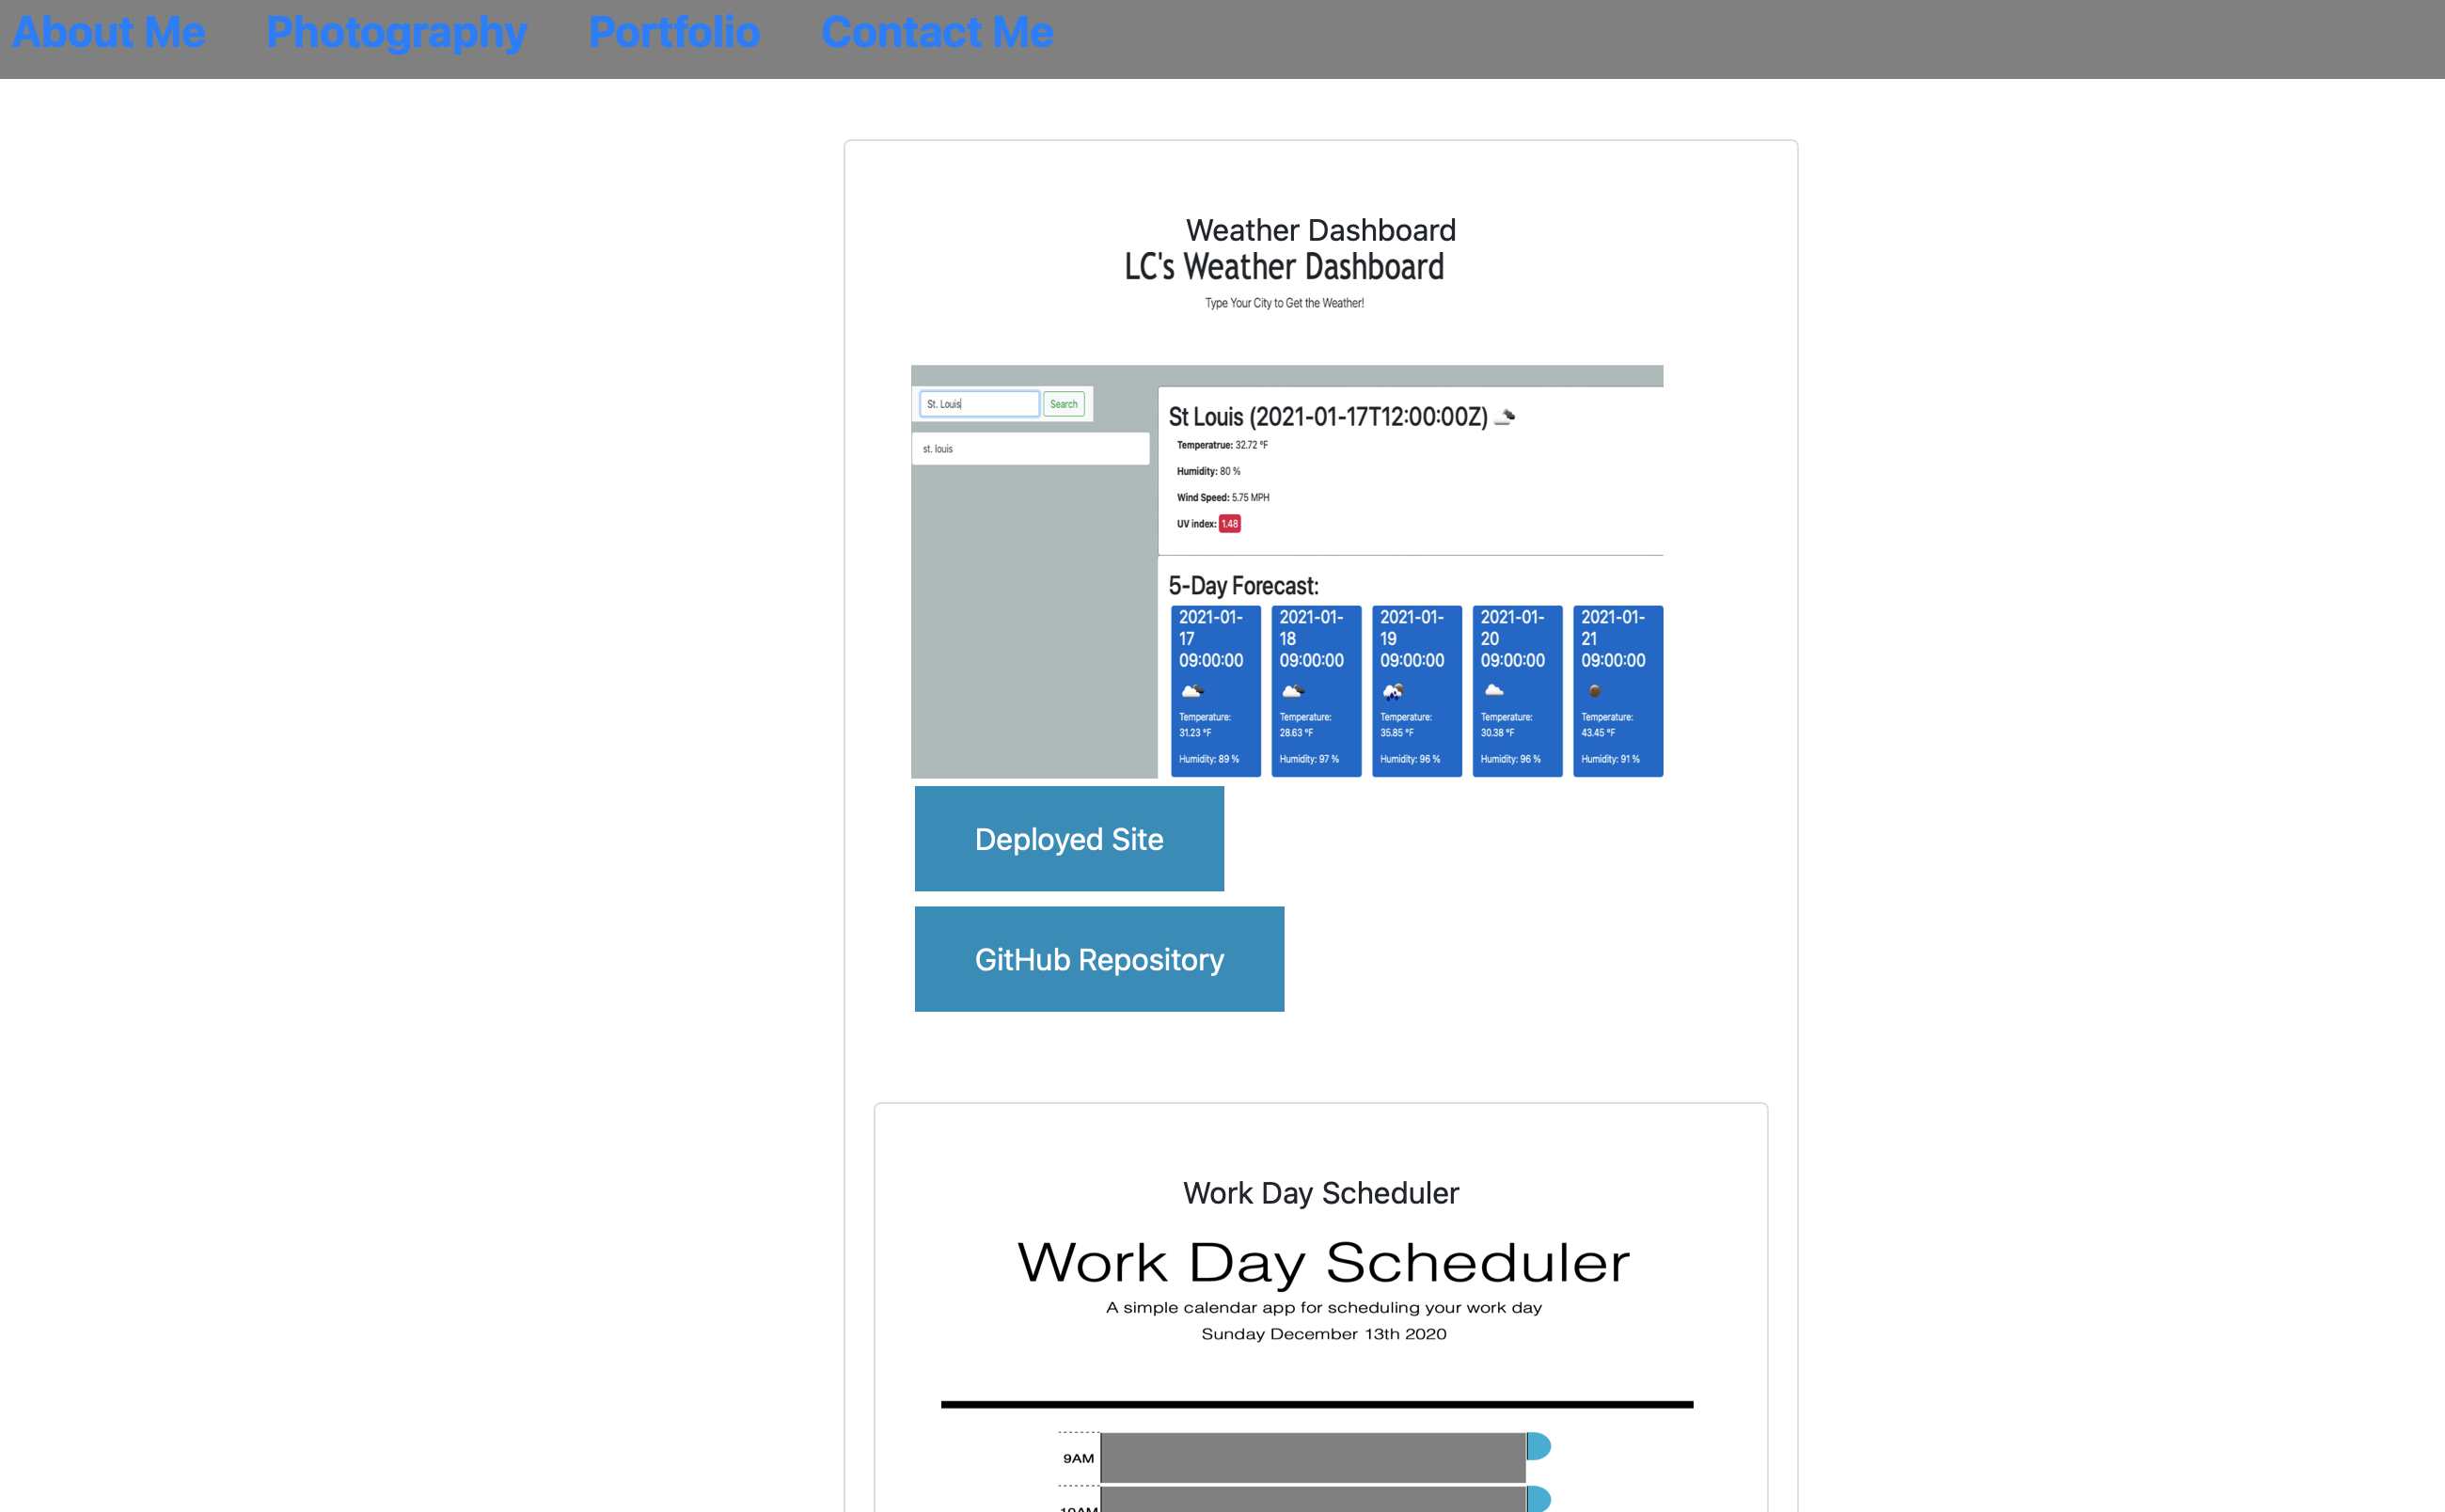 About Me Photography Portfolio Contact Me
Weather Dashboard
LC's Weather Dashboard
Type Your City to Get the Weather!
St. Louis Search
st. louis
St Louis (2021-01-17T12:00:00Z)
Temperatrue: 32.72 °F
Humidity: 80 %
Wind Speed: 5.75 MPH
UV index: 1.48
5-Day Forecast:
2021-01- 2021-01- 2021-01- 2021-01- 2021-01-
17 18 19 20 21
09:00:00 09:00:00 09:00:00 09:00:00 09:00:00
Temperature: Temperature: Temperature: Temperature: Temperature:
31.23 °F 28.63 °F 35.85 °F 30.38 °F 43.45 °F
Humidity: 89 % Humidity: 97 % Humidity: 96 % Humidity: 96 % Humidity: 91 %
Deployed Site
GitHub Repository
Work Day Scheduler
Work Day Scheduler
A simple calendar app for scheduling your work day
Sunday December 13th 2020
9AM
10AM